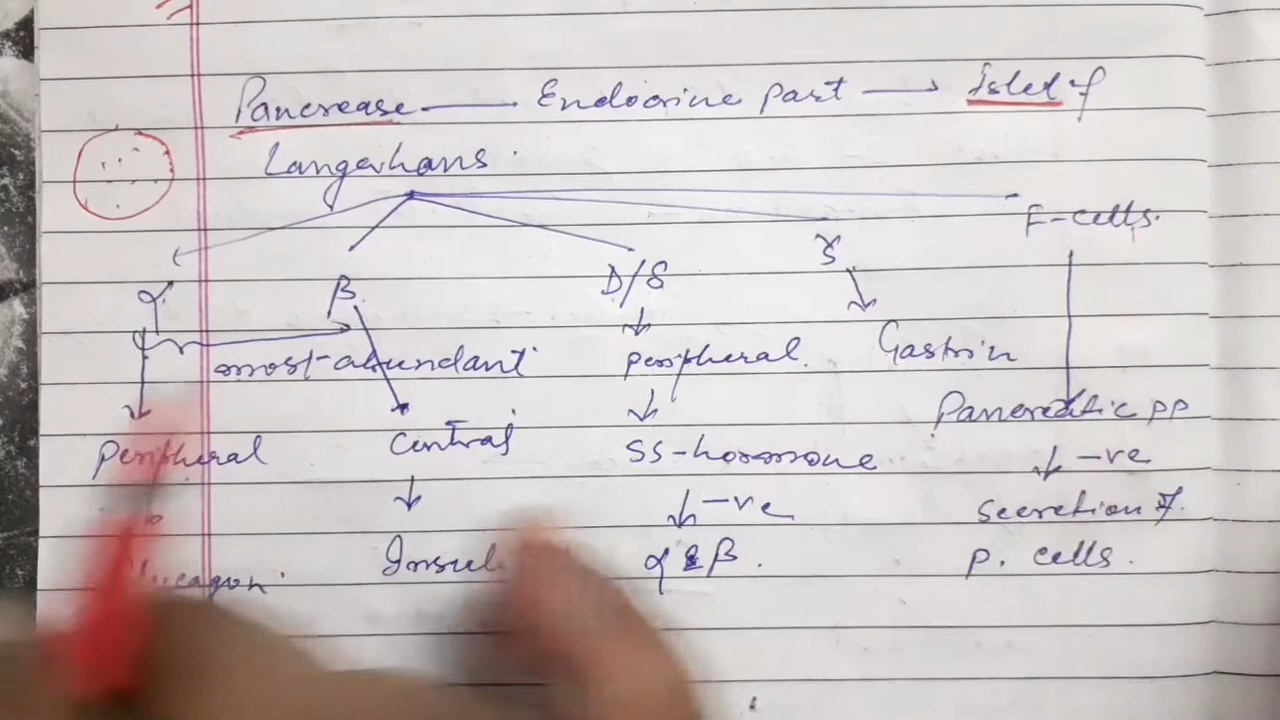 Pancrease —— Endocrine part → Islet of
Langerhans.
F-cells.
α β D/δ γ
most-abundant peripheral. Gastrin
Peripheral Central SS-hormone Pancreatic PP
↓ -ve ↓ -ve
secretion of
α & β. P. cells.